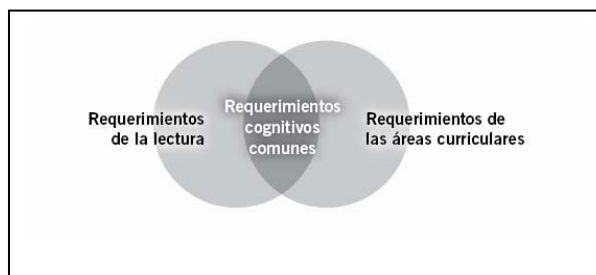 Requerimientos
de la lectura
Requerimientos
cognitivos
comunes
Requerimientos de
las áreas curriculares